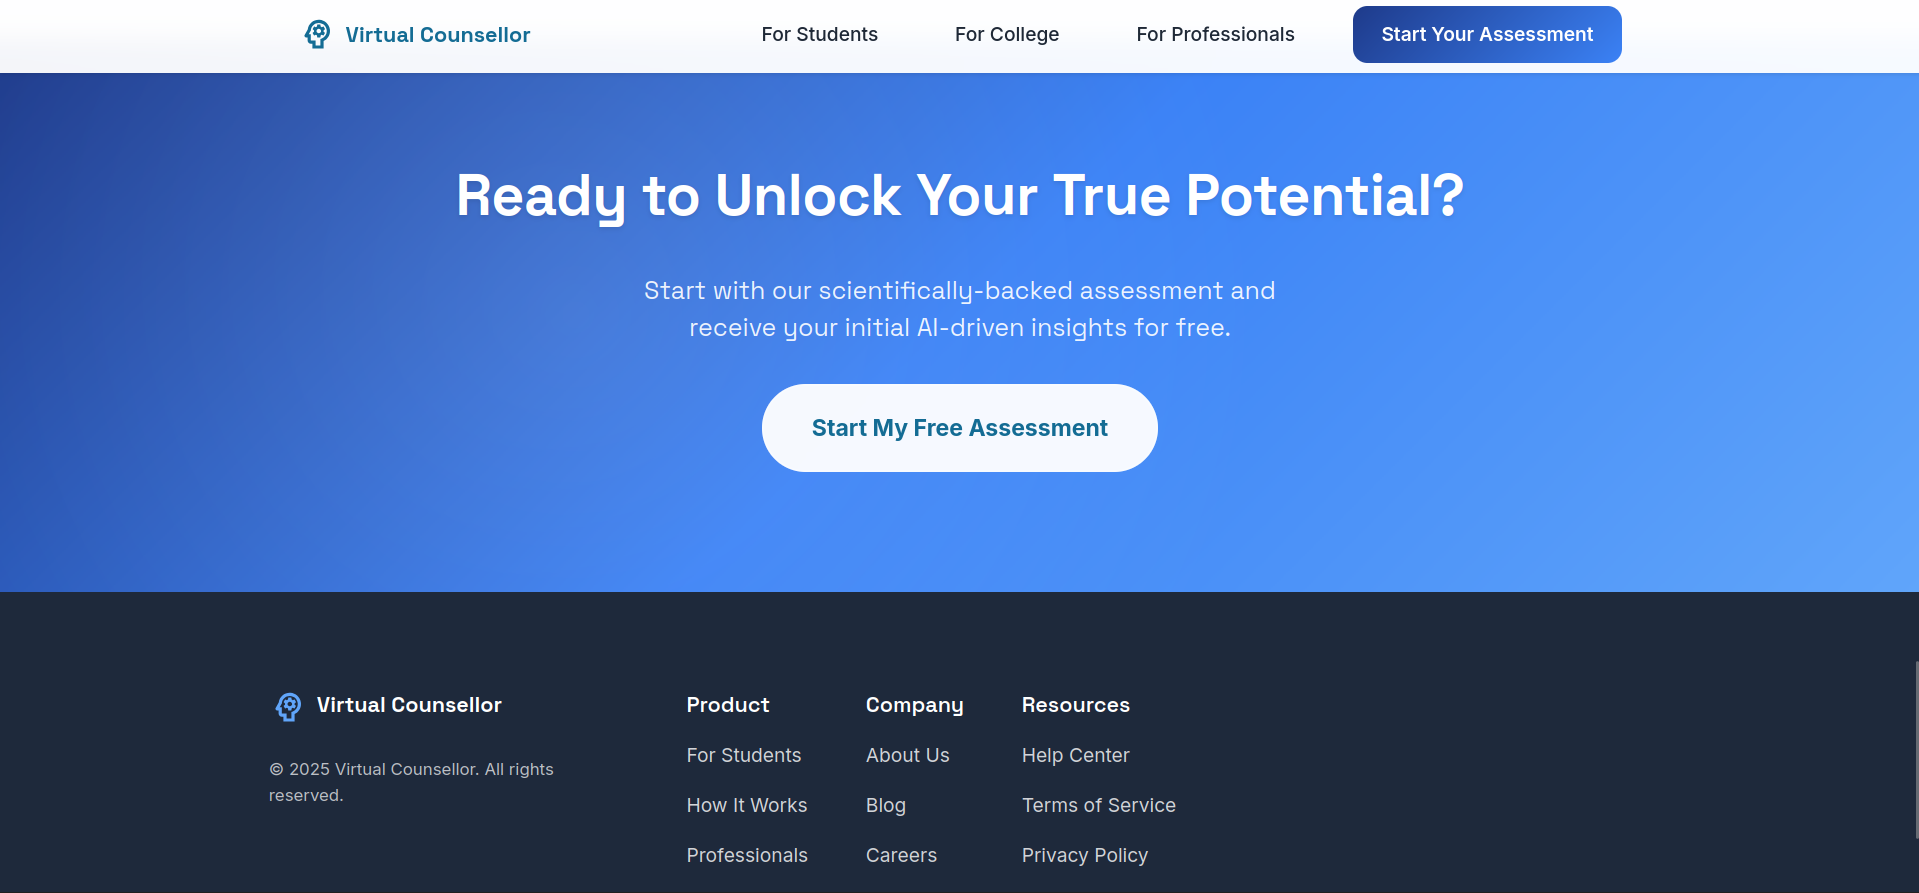 Virtual Counsellor
For Students
For College
For Professionals
Start Your Assessment
Ready to Unlock Your True Potential?
Start with our scientifically-backed assessment and
receive your initial AI-driven insights for free.
Start My Free Assessment
Virtual Counsellor
© 2025 Virtual Counsellor. All rights
reserved.
Product
For Students
How It Works
Professionals
Company
About Us
Blog
Careers
Resources
Help Center
Terms of Service
Privacy Policy